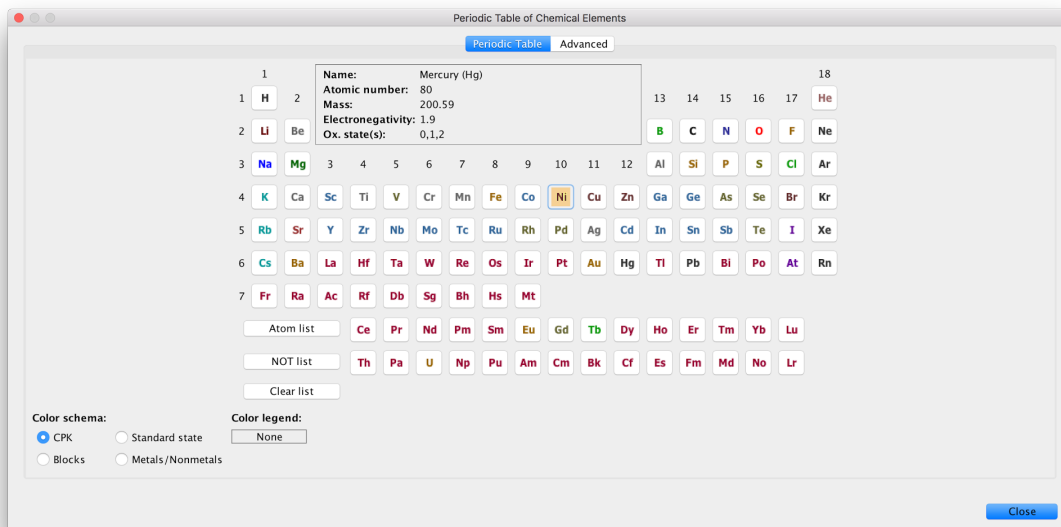 Periodic Table of Chemical Elements
Periodic Table Advanced
1 18
Name: Mercury (Hg)
Atomic number: 80
Mass: 200.59
Electronegativity: 1.9
Ox. state(s): 0,1,2
1 H 2 13 14 15 16 17 He
2 Li Be B C N O F Ne
3 Na Mg 3 4 5 6 7 8 9 10 11 12 Al Si P S Cl Ar
4 K Ca Sc Ti V Cr Mn Fe Co Ni Cu Zn Ga Ge As Se Br Kr
5 Rb Sr Y Zr Nb Mo Tc Ru Rh Pd Ag Cd In Sn Sb Te I Xe
6 Cs Ba La Hf Ta W Re Os Ir Pt Au Hg Tl Pb Bi Po At Rn
7 Fr Ra Ac Rf Db Sg Bh Hs Mt
Atom list Ce Pr Nd Pm Sm Eu Gd Tb Dy Ho Er Tm Yb Lu
NOT list Th Pa U Np Pu Am Cm Bk Cf Es Fm Md No Lr
Clear list
Color schema: Color legend:
CPK Standard state None
Blocks Metals/Nonmetals
Close